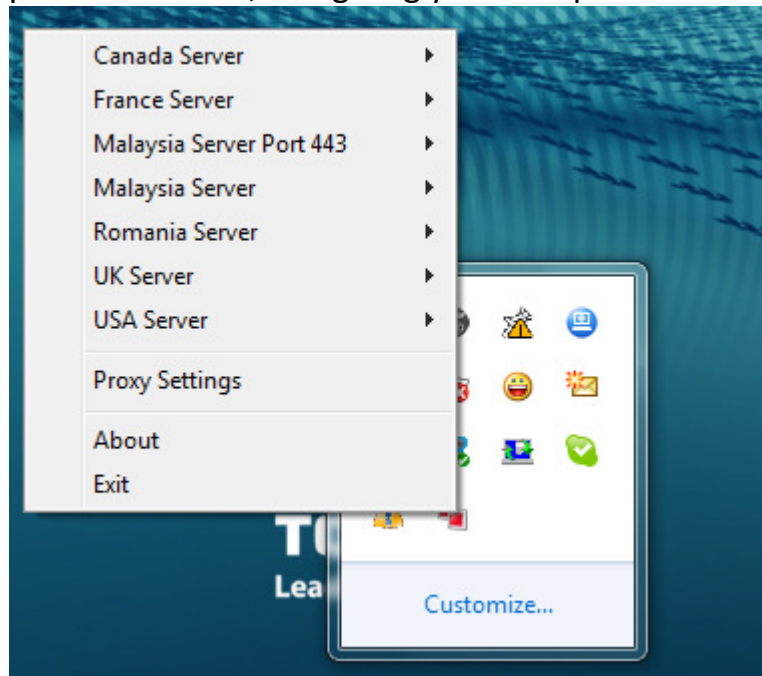 Canada Server
France Server
Malaysia Server Port 443
Malaysia Server
Romania Server
UK Server
USA Server
Proxy Settings
About
Exit
Lea
Customize...